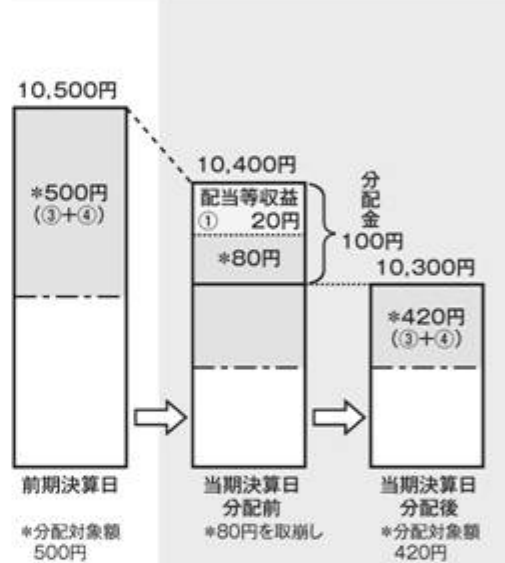 10,500円
*500円
(③+④)
前期決算日
*分配対象額
500円
10,400円
配当等収益
① 20円
*80円
分配金
100円
当期決算日
分配前
*80円を取崩し
10,300円
*420円
(③+④)
当期決算日
分配後
*分配対象額
420円